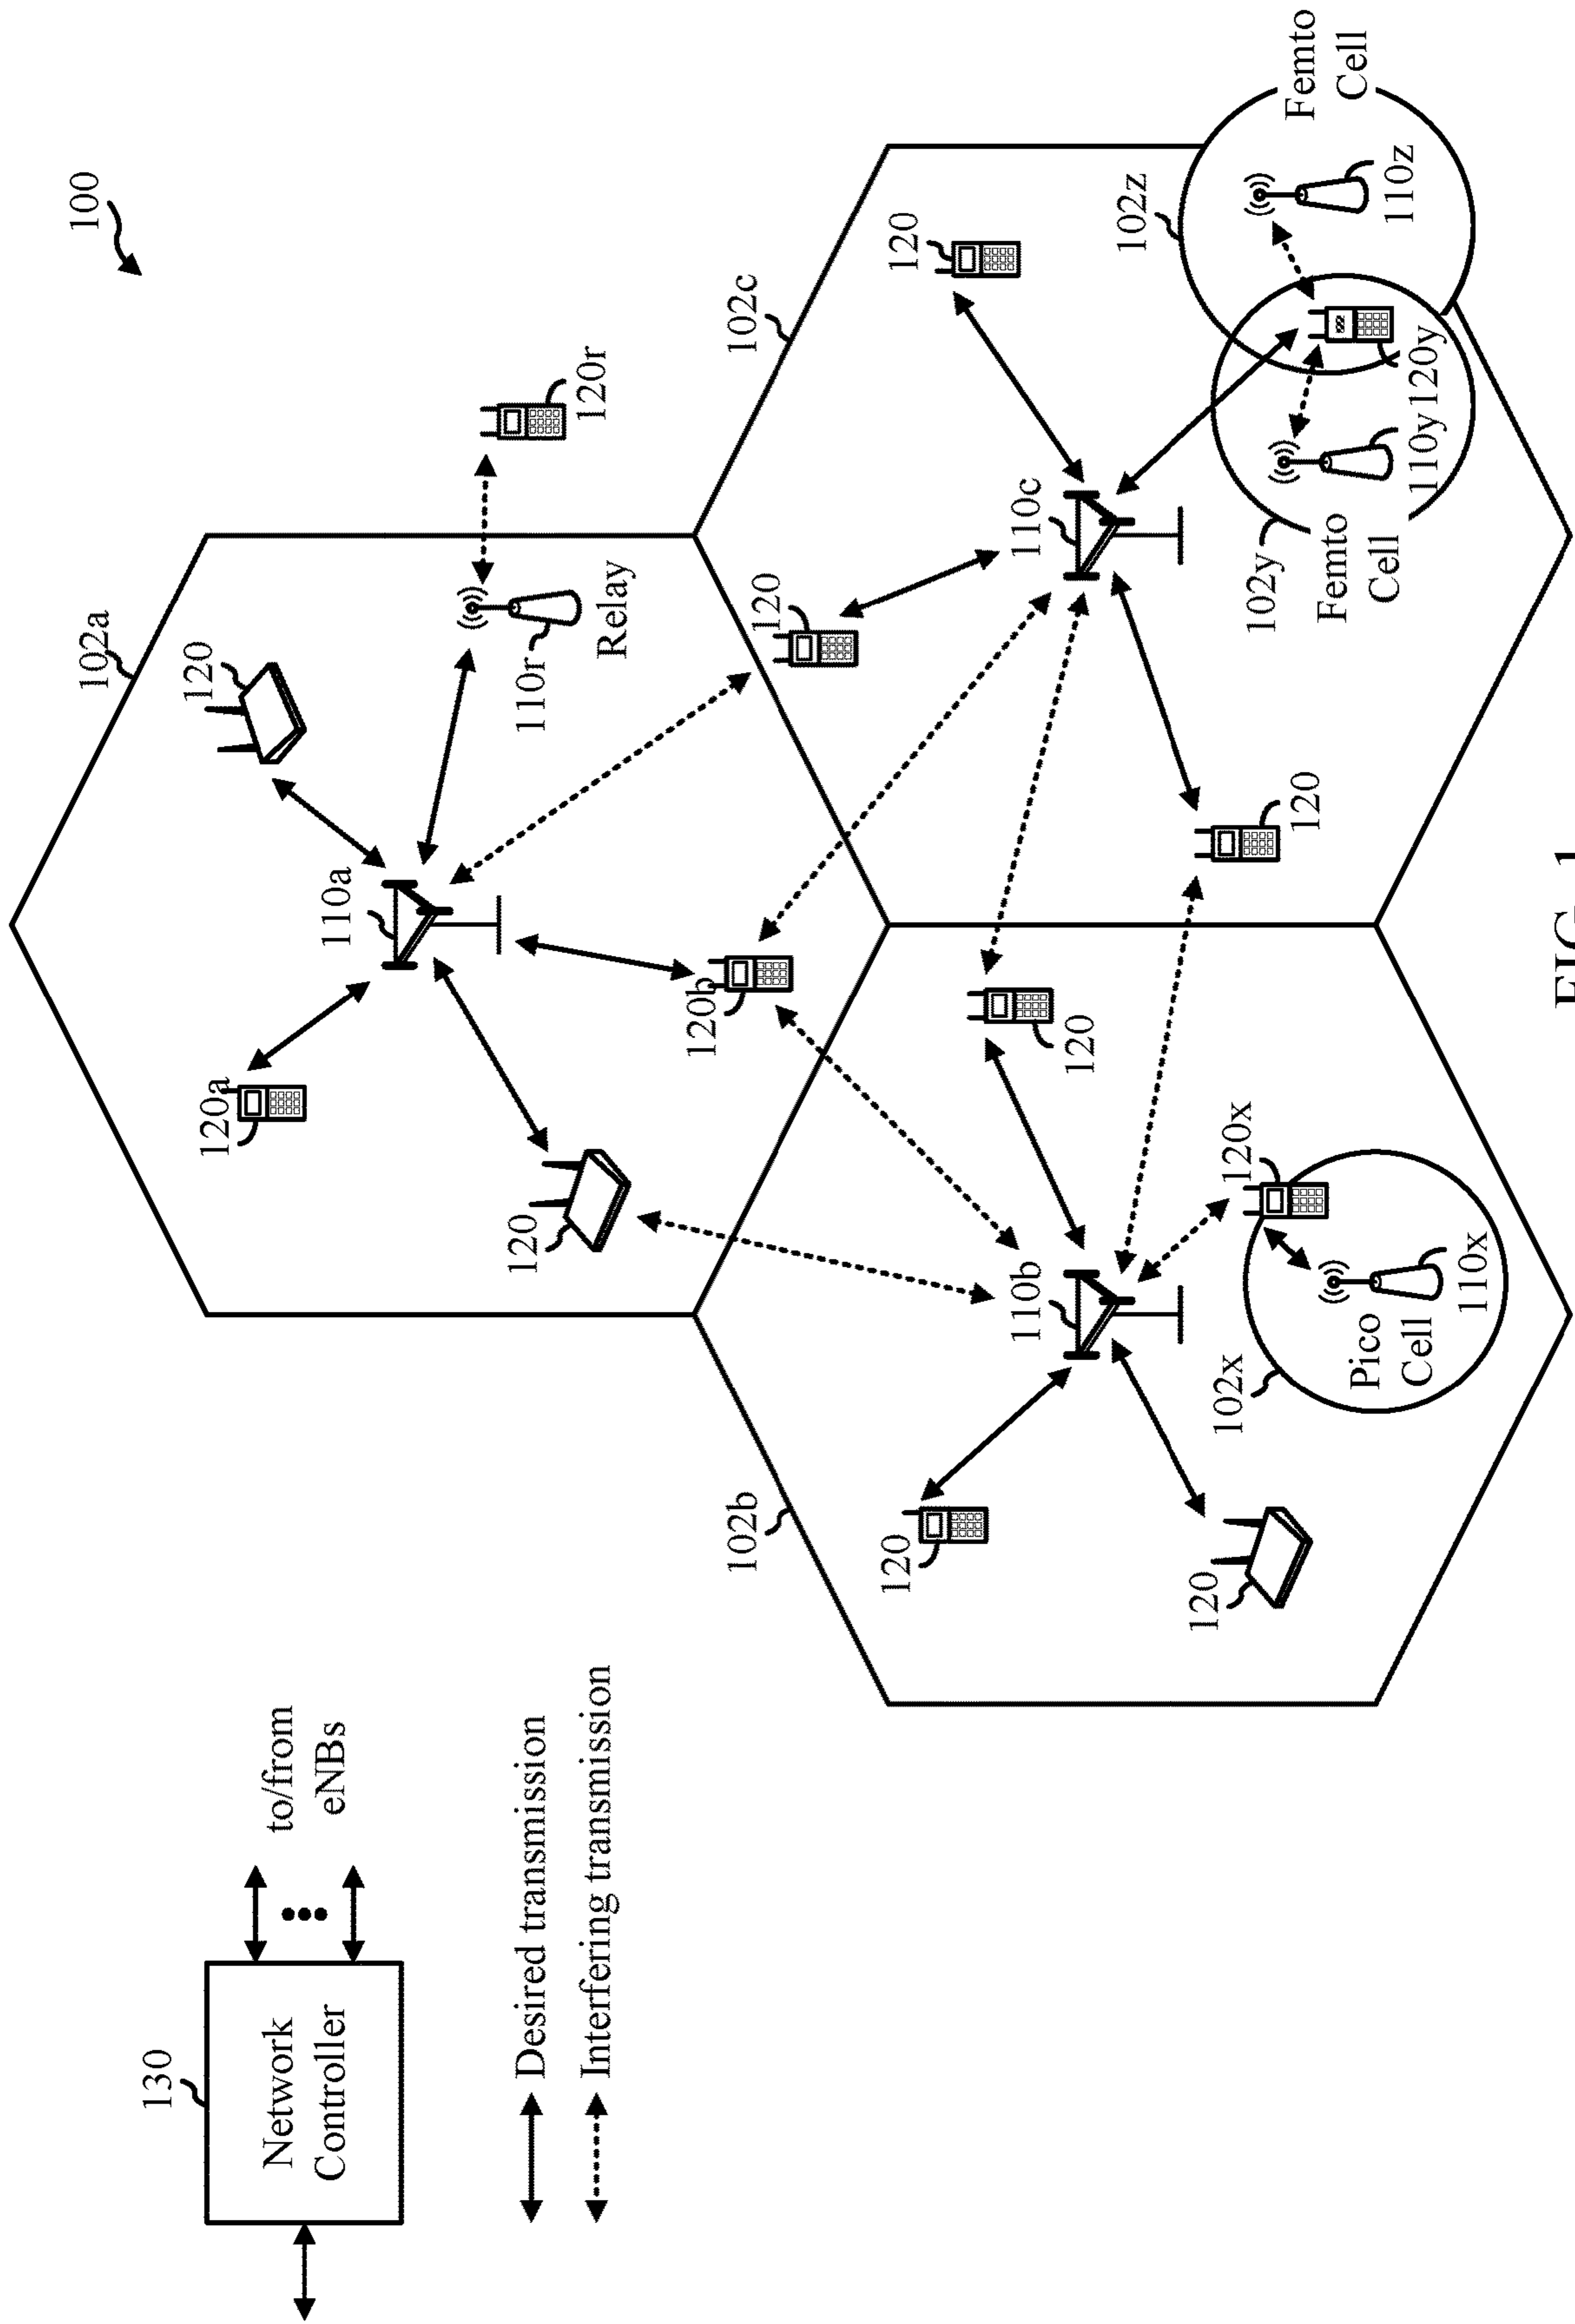 100
130
Network
Controller
to/from
eNBs
Desired transmission
Interfering transmission
102a
120
120a
110a
120
110r
Relay
120r
120b
120
102b
110b
120
120
120
102x
Pico
Cell
110x
120x
102c
120
110c
120
102y
Femto
Cell
110y
120y
102z
110z
Femto
Cell
FIG. 1